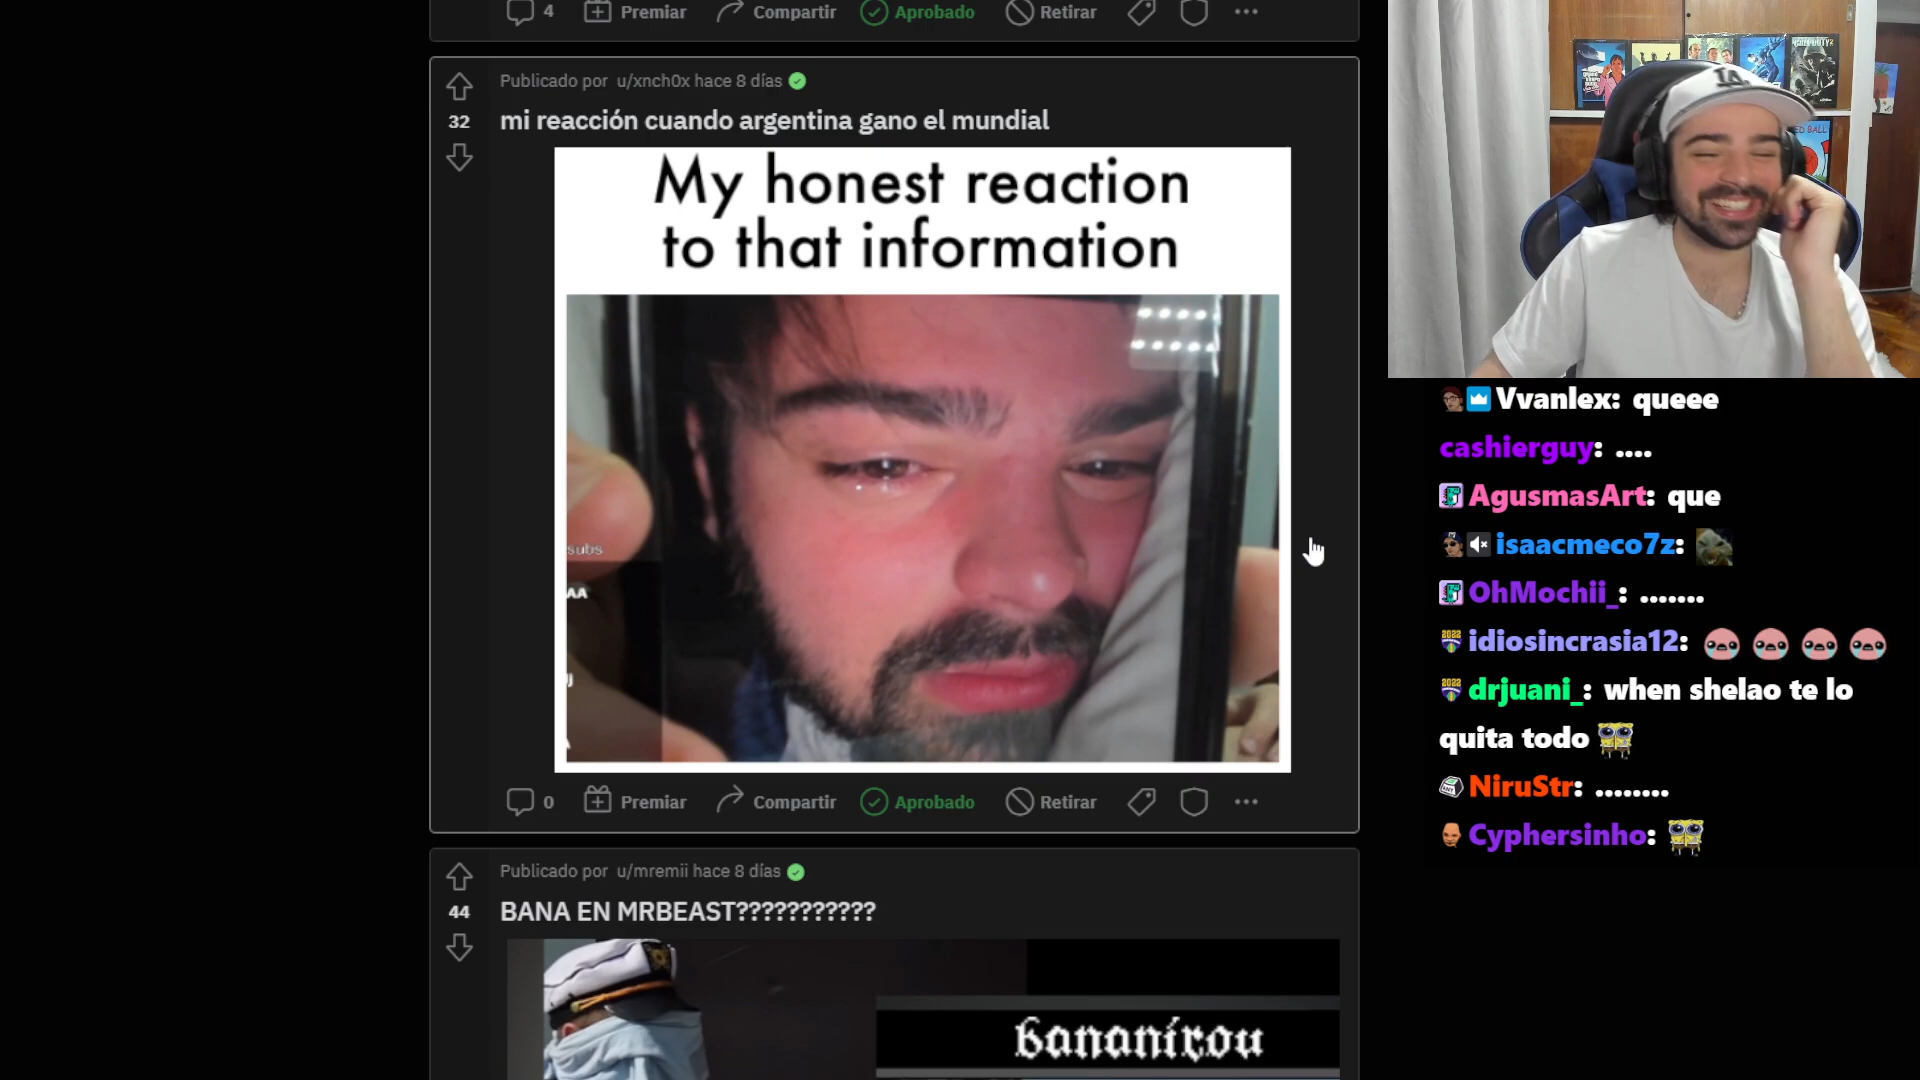 4 Premiar Compartir Aprobado Retirar
Publicado por u/xnch0x hace 8 días
32
mi reacción cuando argentina gano el mundial
My honest reaction
to that information
subs
AA
0 Premiar Compartir Aprobado Retirar
Publicado por u/mremii hace 8 días
44
BANA EN MRBEAST???????????
bananirou
Vvanlex: queee
cashierguy: ....
AgusmasArt: que
isaacmeco7z:
OhMochii_: .......
idiosincrasia12:
drjuani_: when shelao te lo
quita todo
NiruStr: ........
Cyphersinho: